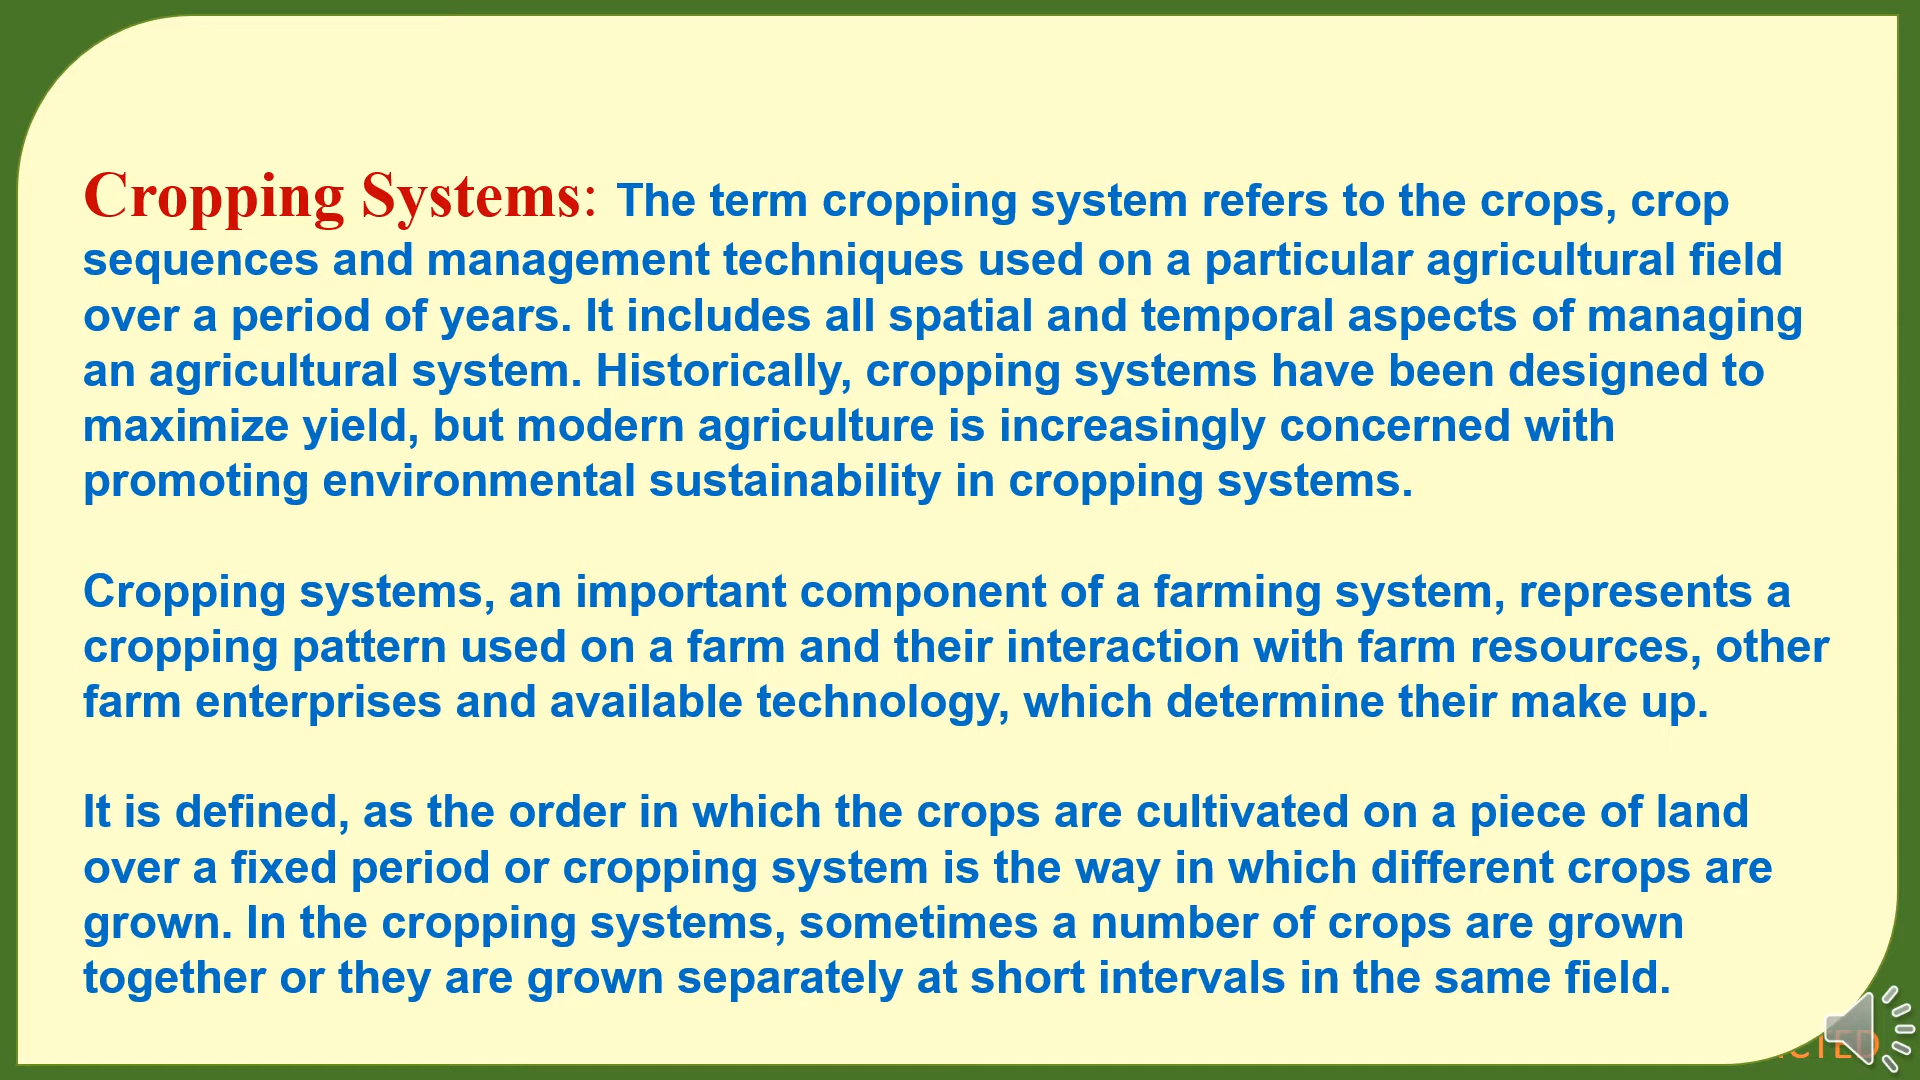 Cropping Systems: The term cropping system refers to the crops, crop
sequences and management techniques used on a particular agricultural field
over a period of years. It includes all spatial and temporal aspects of managing
an agricultural system. Historically, cropping systems have been designed to
maximize yield, but modern agriculture is increasingly concerned with
promoting environmental sustainability in cropping systems.
Cropping systems, an important component of a farming system, represents a
cropping pattern used on a farm and their interaction with farm resources, other
farm enterprises and available technology, which determine their make up.
It is defined, as the order in which the crops are cultivated on a piece of land
over a fixed period or cropping system is the way in which different crops are
grown. In the cropping systems, sometimes a number of crops are grown
together or they are grown separately at short intervals in the same field.